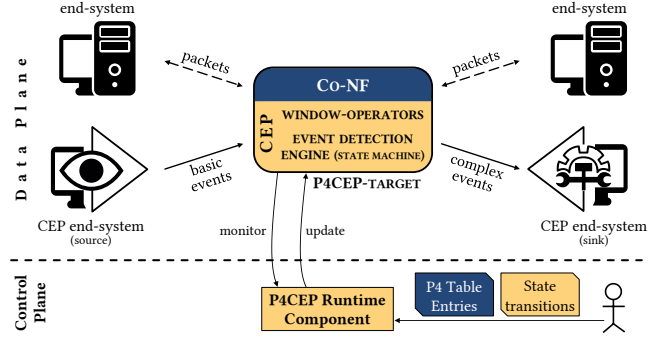 end-system
end-system
Data Plane
packets
packets
Co-NF
CEP
WINDOW-OPERATORS
EVENT DETECTION
ENGINE (STATE MACHINE)
basic
events
complex
events
P4CEP-TARGET
CEP end-system
(source)
CEP end-system
(sink)
monitor
update
Control
Plane
P4CEP Runtime
Component
P4 Table
Entries
State
transitions